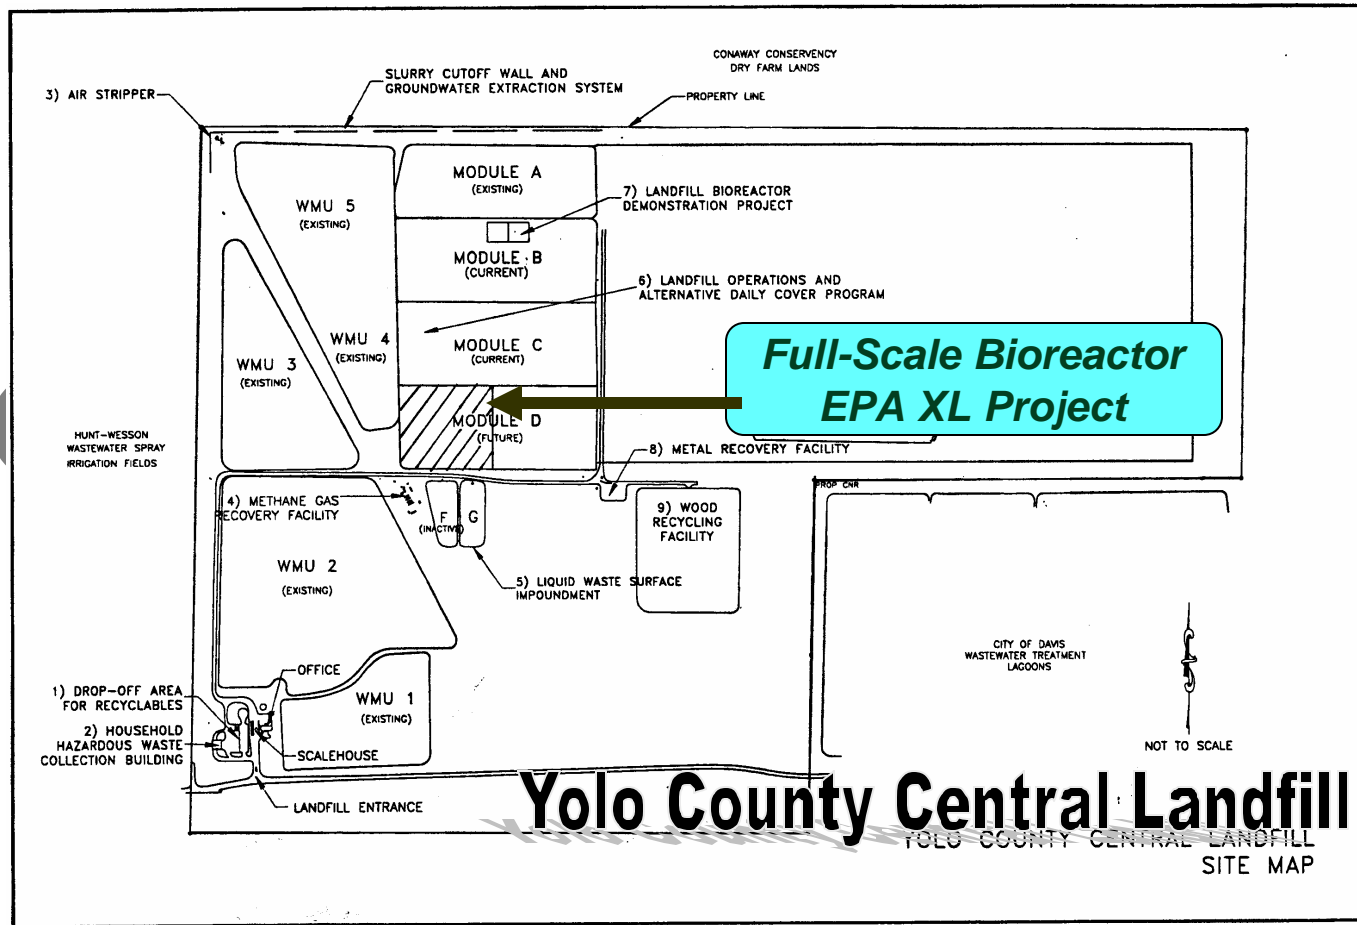 CONAWAY CONSERVENCY
DRY FARM LANDS
SLURRY CUTOFF WALL AND
GROUNDWATER EXTRACTION SYSTEM
3) AIR STRIPPER
PROPERTY LINE
MODULE A
(EXISTING)
7) LANDFILL BIOREACTOR
DEMONSTRATION PROJECT
WMU 5
(EXISTING)
MODULE B
(CURRENT)
6) LANDFILL OPERATIONS AND
ALTERNATIVE DAILY COVER PROGRAM
WMU 4
(EXISTING)
MODULE C
(CURRENT)
WMU 3
(EXISTING)
Full-Scale Bioreactor
EPA XL Project
MODULE D
(FUTURE)
HUNT-WESSON
WASTEWATER SPRAY
IRRIGATION FIELDS
8) METAL RECOVERY FACILITY
PROP CNR
4) METHANE GAS
RECOVERY FACILITY
F
(INACTIVE)
G
9) WOOD
RECYCLING
FACILITY
WMU 2
(EXISTING)
5) LIQUID WASTE SURFACE
IMPOUNDMENT
CITY OF DAVIS
WASTEWATER TREATMENT
LAGOONS
OFFICE
1) DROP-OFF AREA
FOR RECYCLABLES
WMU 1
(EXISTING)
2) HOUSEHOLD
HAZARDOUS WASTE
COLLECTION BUILDING
SCALEHOUSE
NOT TO SCALE
LANDFILL ENTRANCE
Yolo County Central Landfill
YOLO COUNTY CENTRAL LANDFILL
SITE MAP